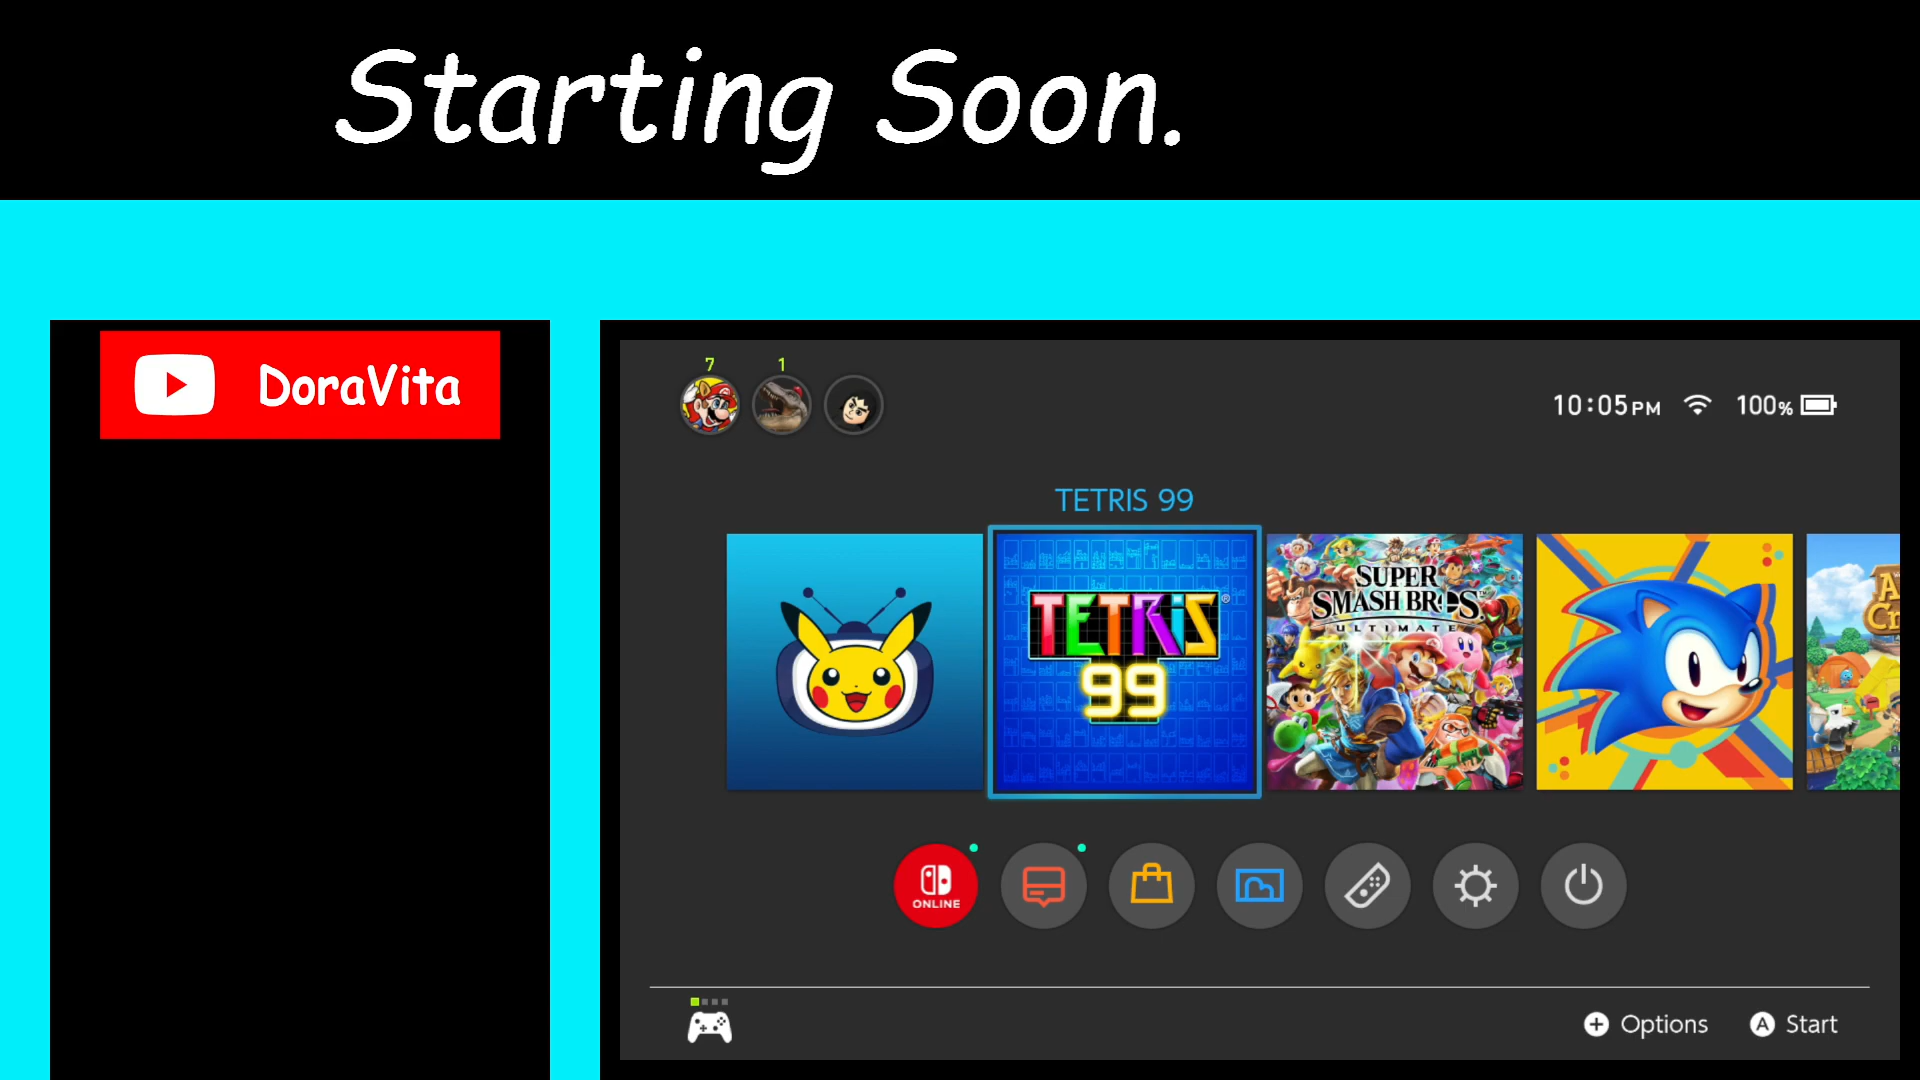 Starting Soon.
DoraVita
7 1
10:05PM 100%
TETRIS 99
TETRIS®
99
SUPER
SMASH BROS.™
ULTIMATE
ONLINE
+ Options A Start